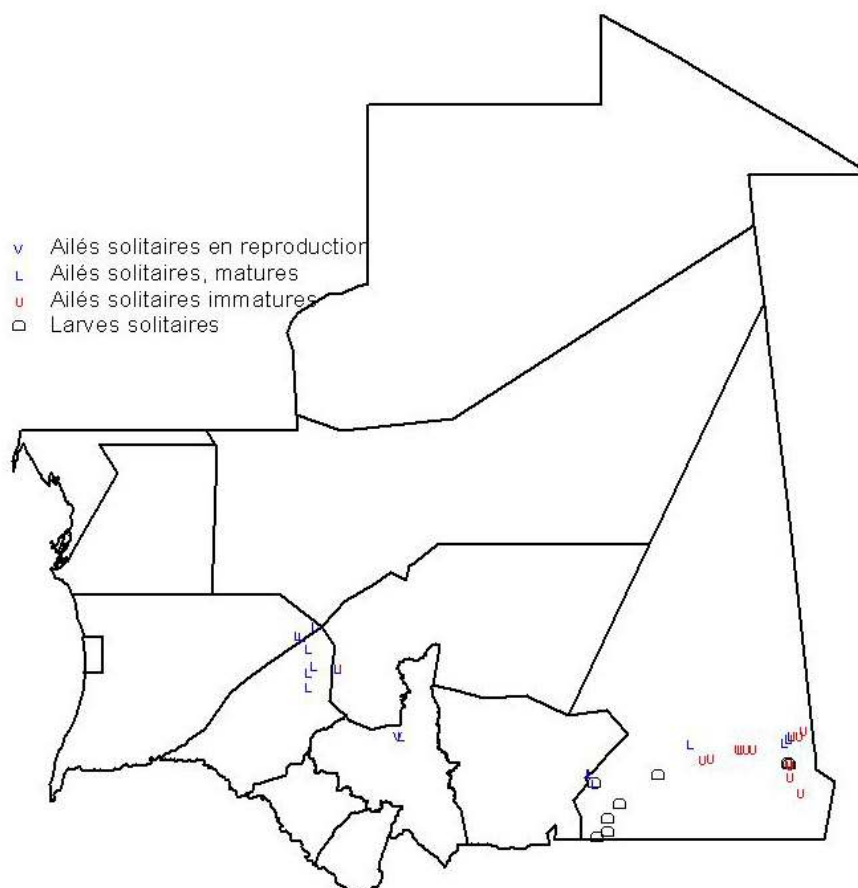 v Ailés solitaires en reproduction
L Ailés solitaires, matures
U Ailés solitaires immatures
D Larves solitaires